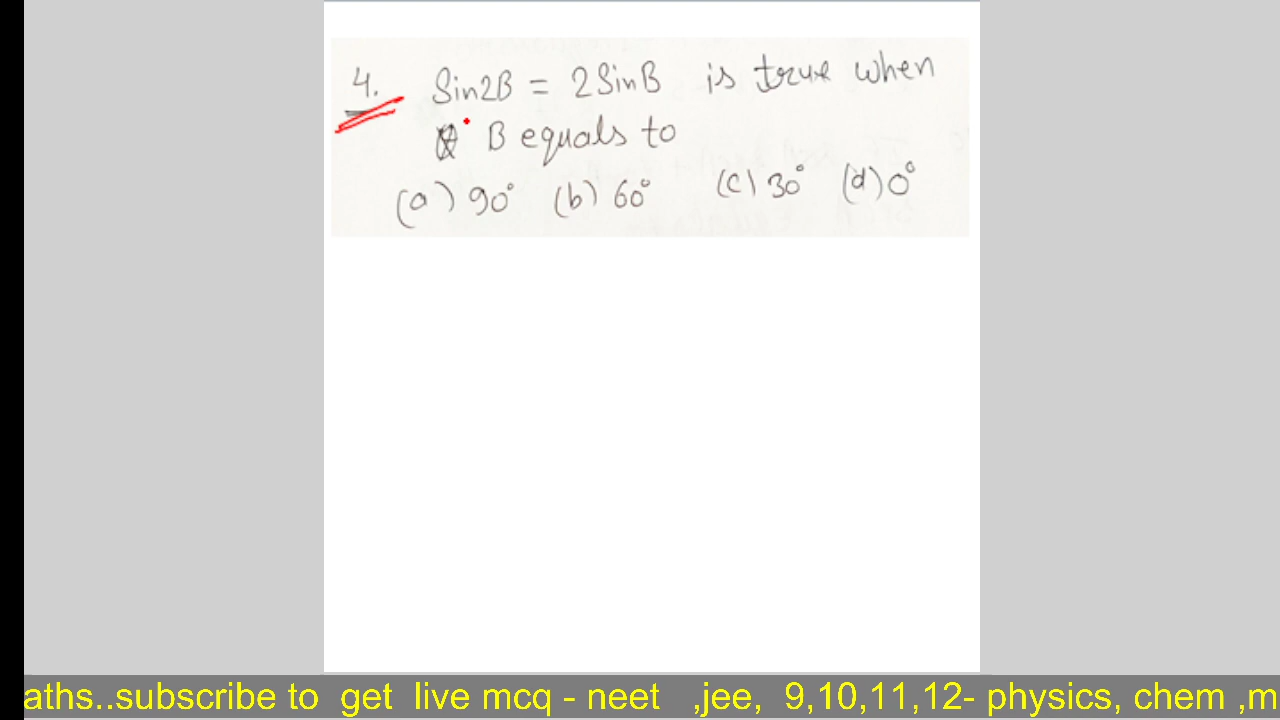 4. Sin2B = 2SinB is true when
B equals to
(a) 90° (b) 60° (c) 30° (d) 0°
aths..subscribe to get live mcq - neet ,jee, 9,10,11,12- physics, chem ,m